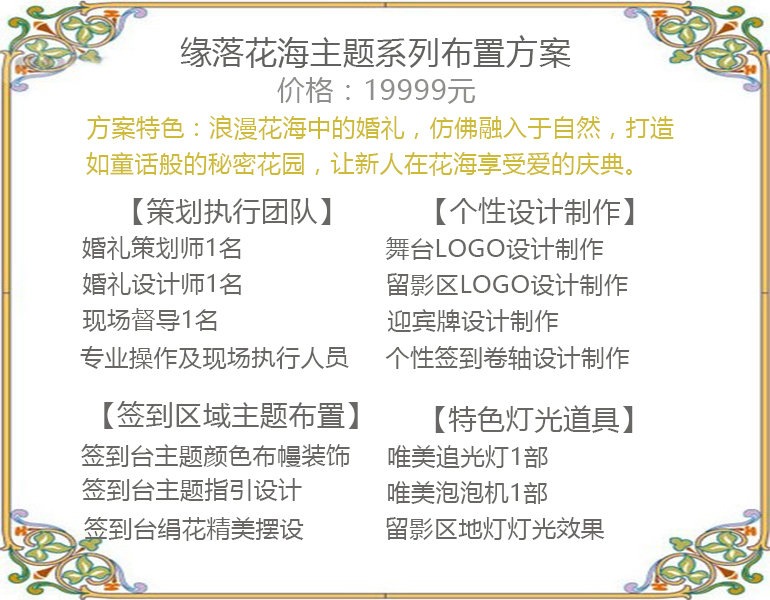 缘落花海主题系列布置方案
价格：19999元
方案特色：浪漫花海中的婚礼，仿佛融入于自然，打造
如童话般的秘密花园，让新人在花海享受爱的庆典。
【策划执行团队】
婚礼策划师1名
婚礼设计师1名
现场督导1名
专业操作及现场执行人员
【个性设计制作】
舞台LOGO设计制作
留影区LOGO设计制作
迎宾牌设计制作
个性签到卷轴设计制作
【签到区域主题布置】
签到台主题颜色布幔装饰
签到台主题指引设计
签到台绢花精美摆设
【特色灯光道具】
唯美追光灯1部
唯美泡泡机1部
留影区地灯灯光效果